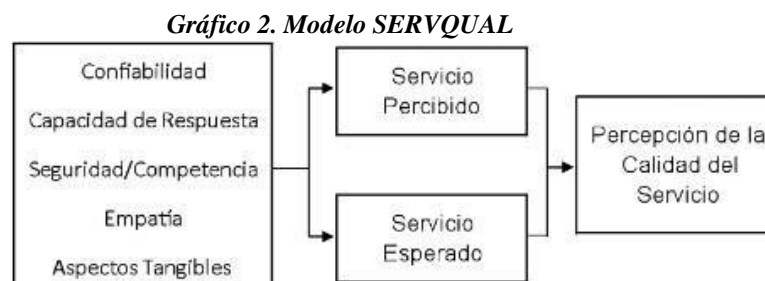 Gráfico 2. Modelo SERVQUAL
Confiabilidad
Capacidad de Respuesta
Seguridad/Competencia
Empatía
Aspectos Tangibles
Servicio
Percibido
Servicio
Esperado
Percepción de la
Calidad del
Servicio